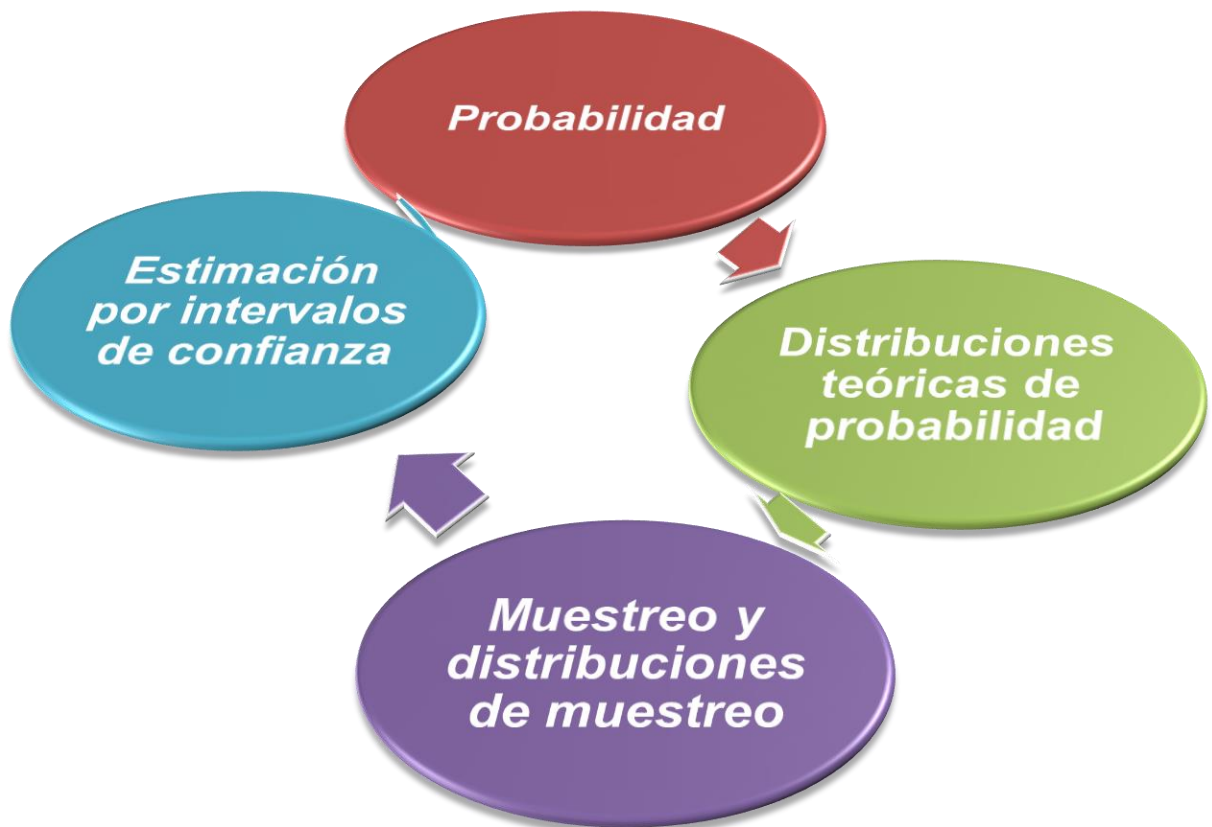 Probabilidad
Estimación
por intervalos
de confianza
Distribuciones
teóricas de
probabilidad
Muestreo y
distribuciones
de muestreo